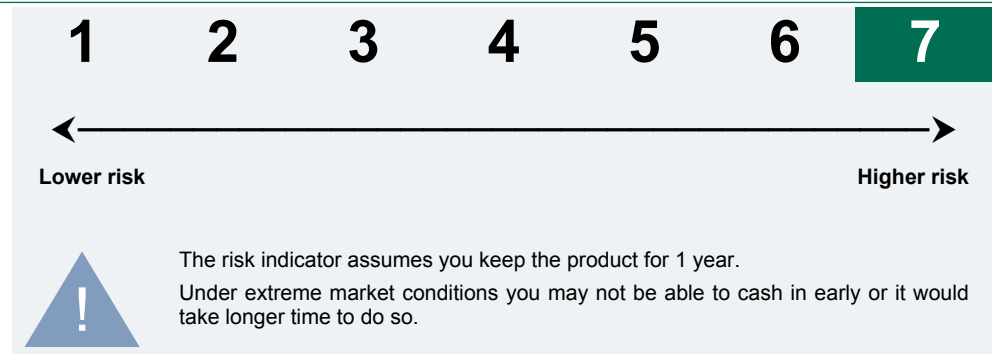 1 2 3 4 5 6 7
Lower risk Higher risk
!
The risk indicator assumes you keep the product for 1 year.
Under extreme market conditions you may not be able to cash in early or it would
take longer time to do so.